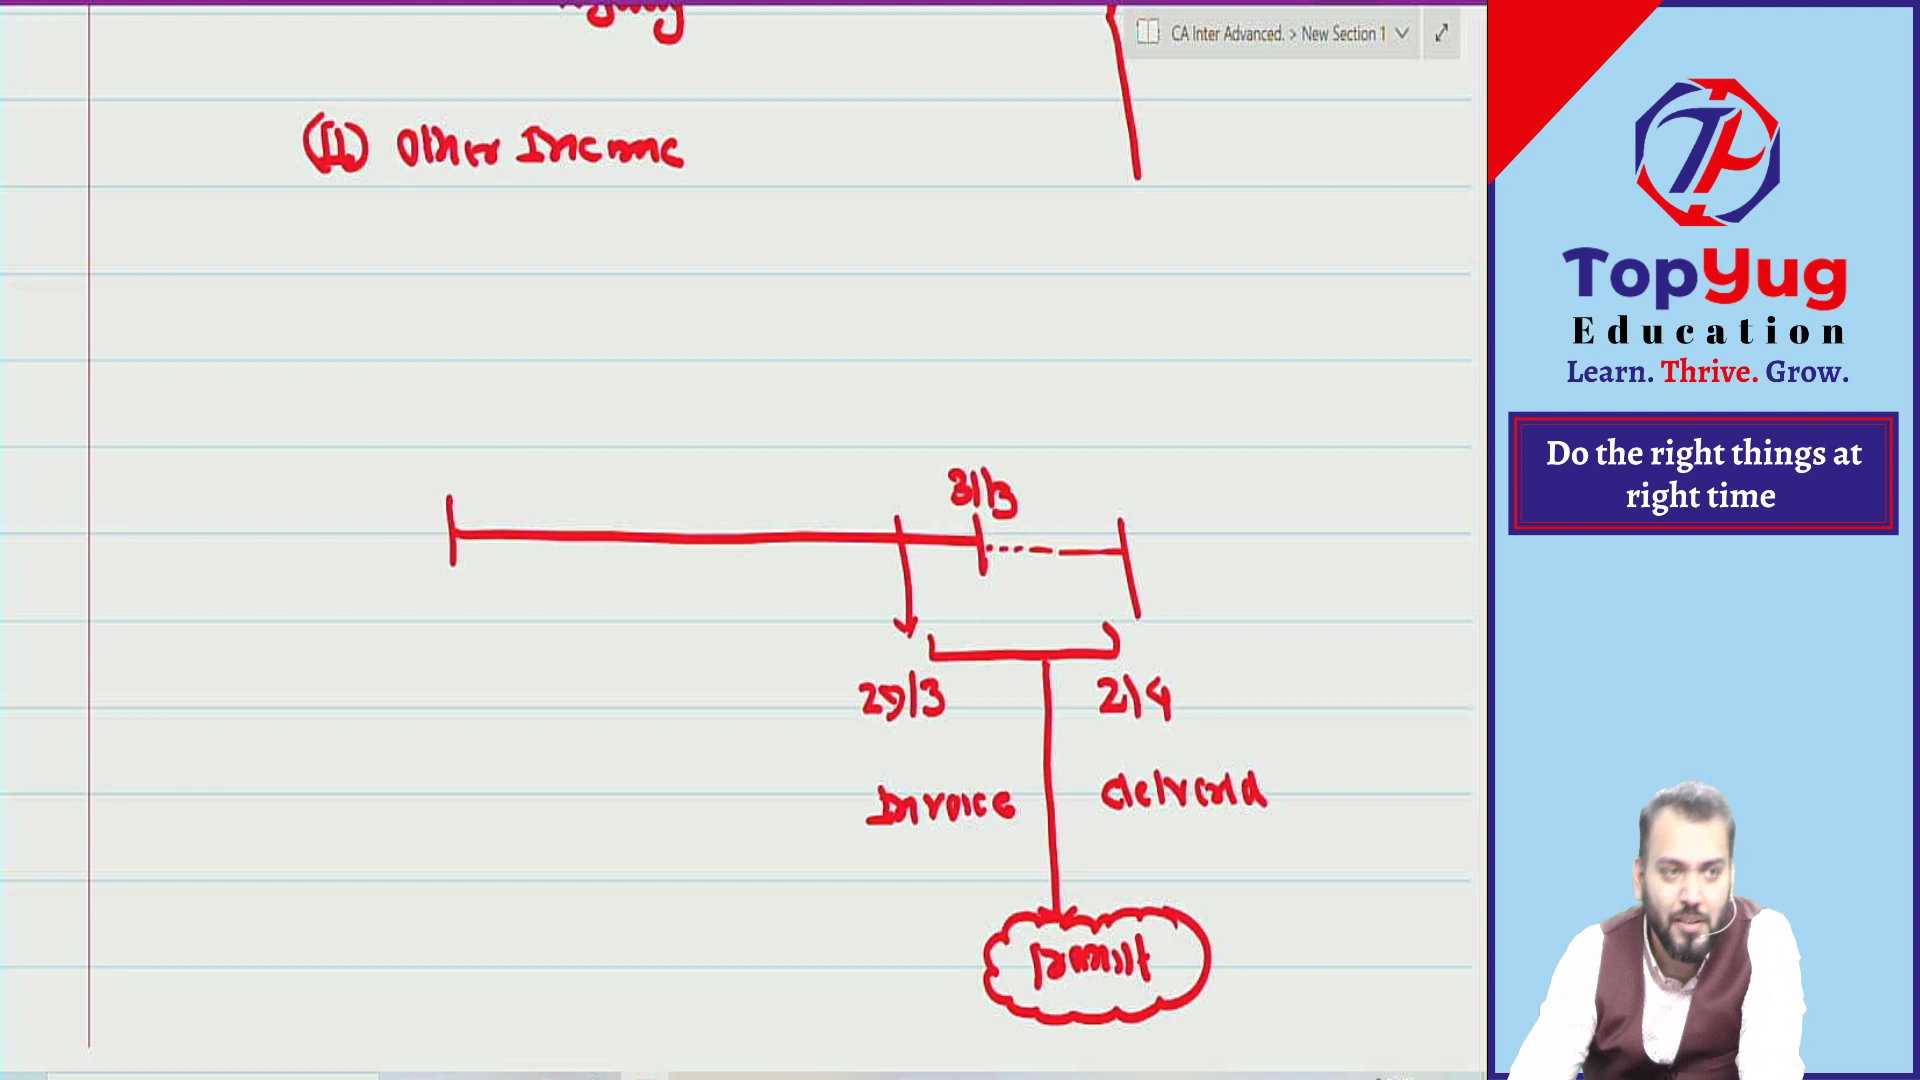 CA Inter Advanced. > New Section 1
(II) Other Income
31/3
29/3
2/4
Invoice
delivered
transit
TopYug
Education
Learn. Thrive. Grow.
Do the right things at
right time